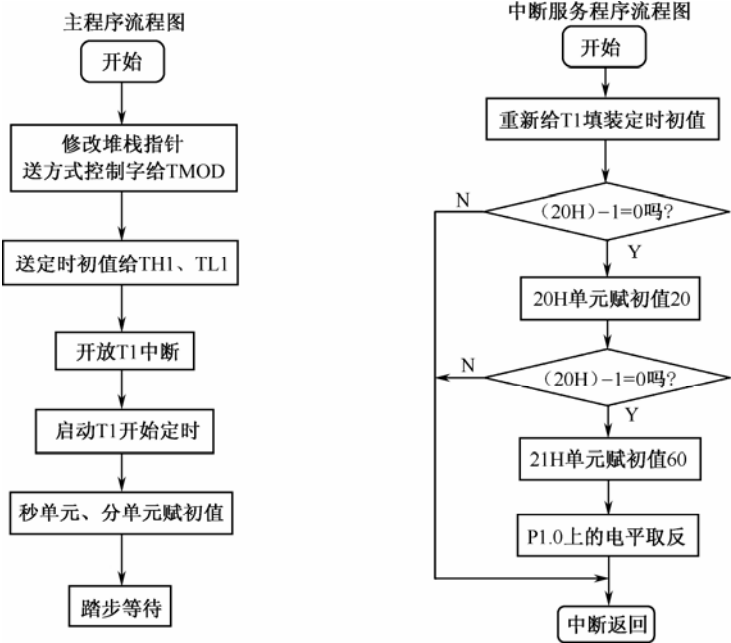 主程序流程图
开始
修改堆栈指针
送方式控制字给TMOD
送定时初值给TH1、TL1
开放T1中断
启动T1开始定时
秒单元、分单元赋初值
踏步等待
中断服务程序流程图
开始
重新给T1填装定时初值
N
（20H）−1=0吗?
Y
20H单元赋初值20
N
（20H）−1=0吗?
Y
21H单元赋初值60
P1.0上的电平取反
中断返回